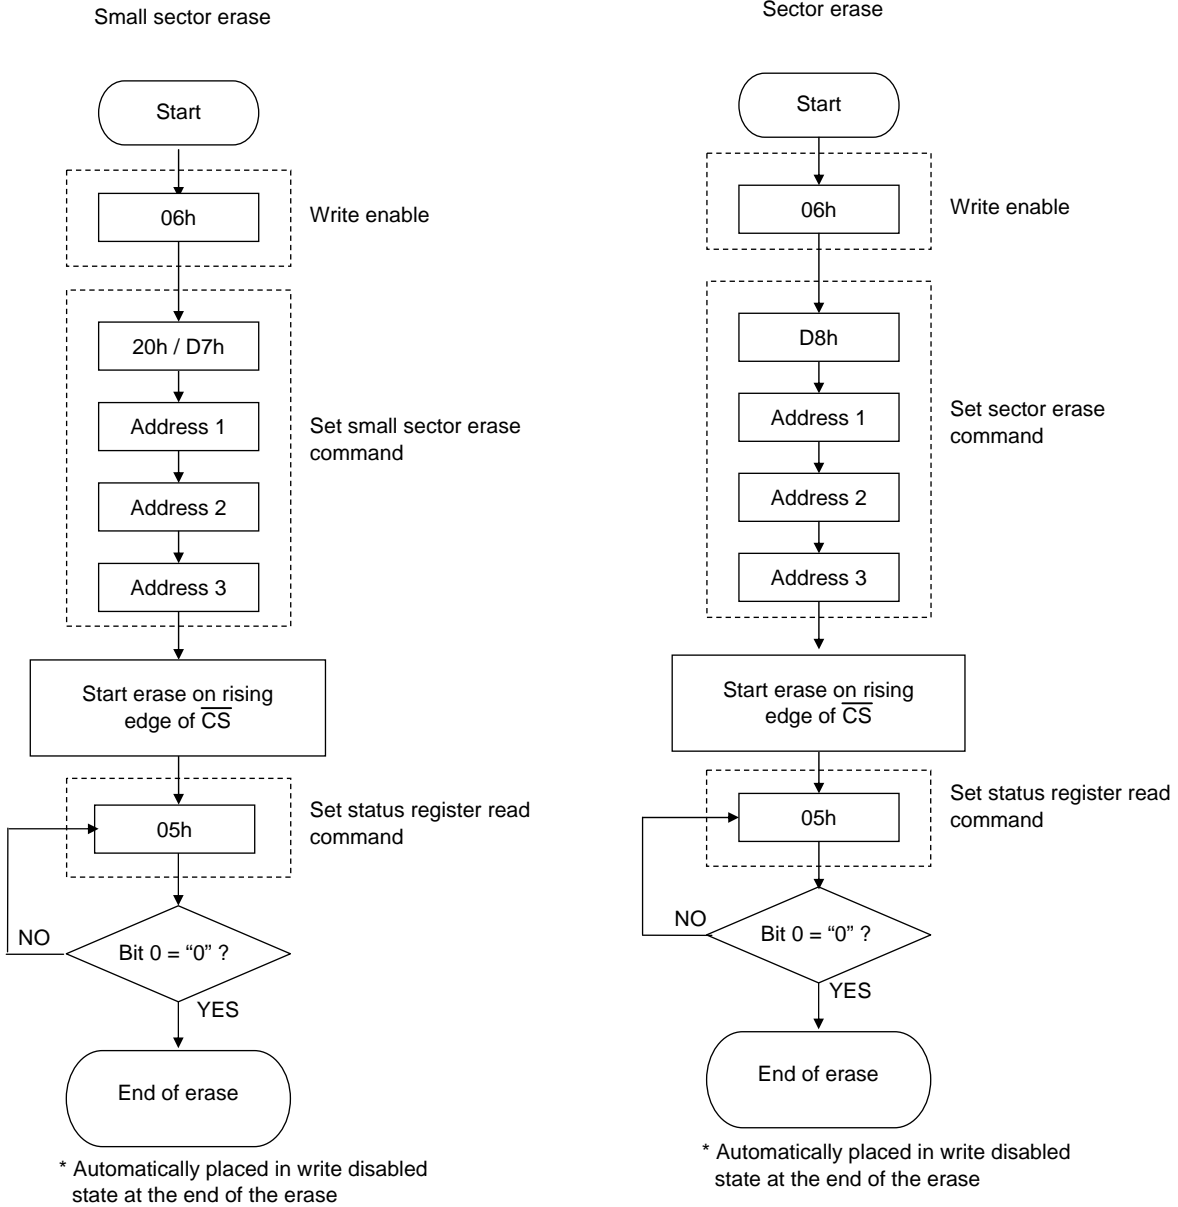 Small sector erase
Start
06h
Write enable
20h / D7h
Address 1
Set small sector erase
command
Address 2
Address 3
Start erase on rising
edge of C̅S̅
05h
Set status register read
command
NO
Bit 0 = “0” ?
YES
End of erase
* Automatically placed in write disabled
state at the end of the erase
Sector erase
Start
06h
Write enable
D8h
Address 1
Set sector erase
command
Address 2
Address 3
Start erase on rising
edge of C̅S̅
05h
Set status register read
command
NO
Bit 0 = “0” ?
YES
End of erase
* Automatically placed in write disabled
state at the end of the erase